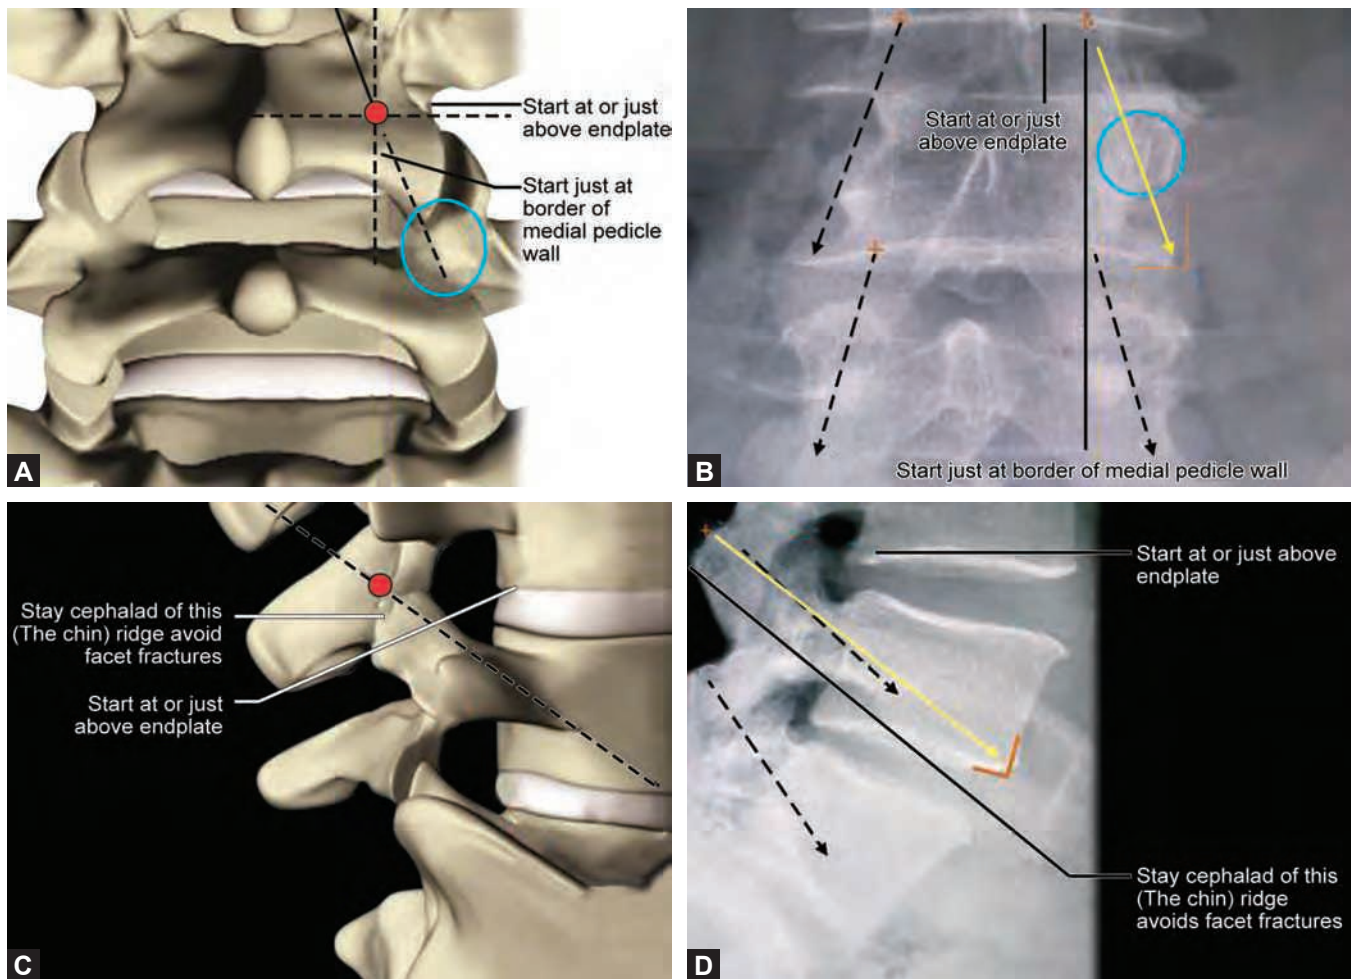 Start at or just
above endplate
Start just at
border of
medial pedicle
wall
A
Start at or just
above endplate
Start just at border of medial pedicle wall
B
Stay cephalad of this
(The chin) ridge avoid
facet fractures
Start at or just
above endplate
C
Start at or just above
endplate
Stay cephalad of this
(The chin) ridge
avoids facet fractures
D